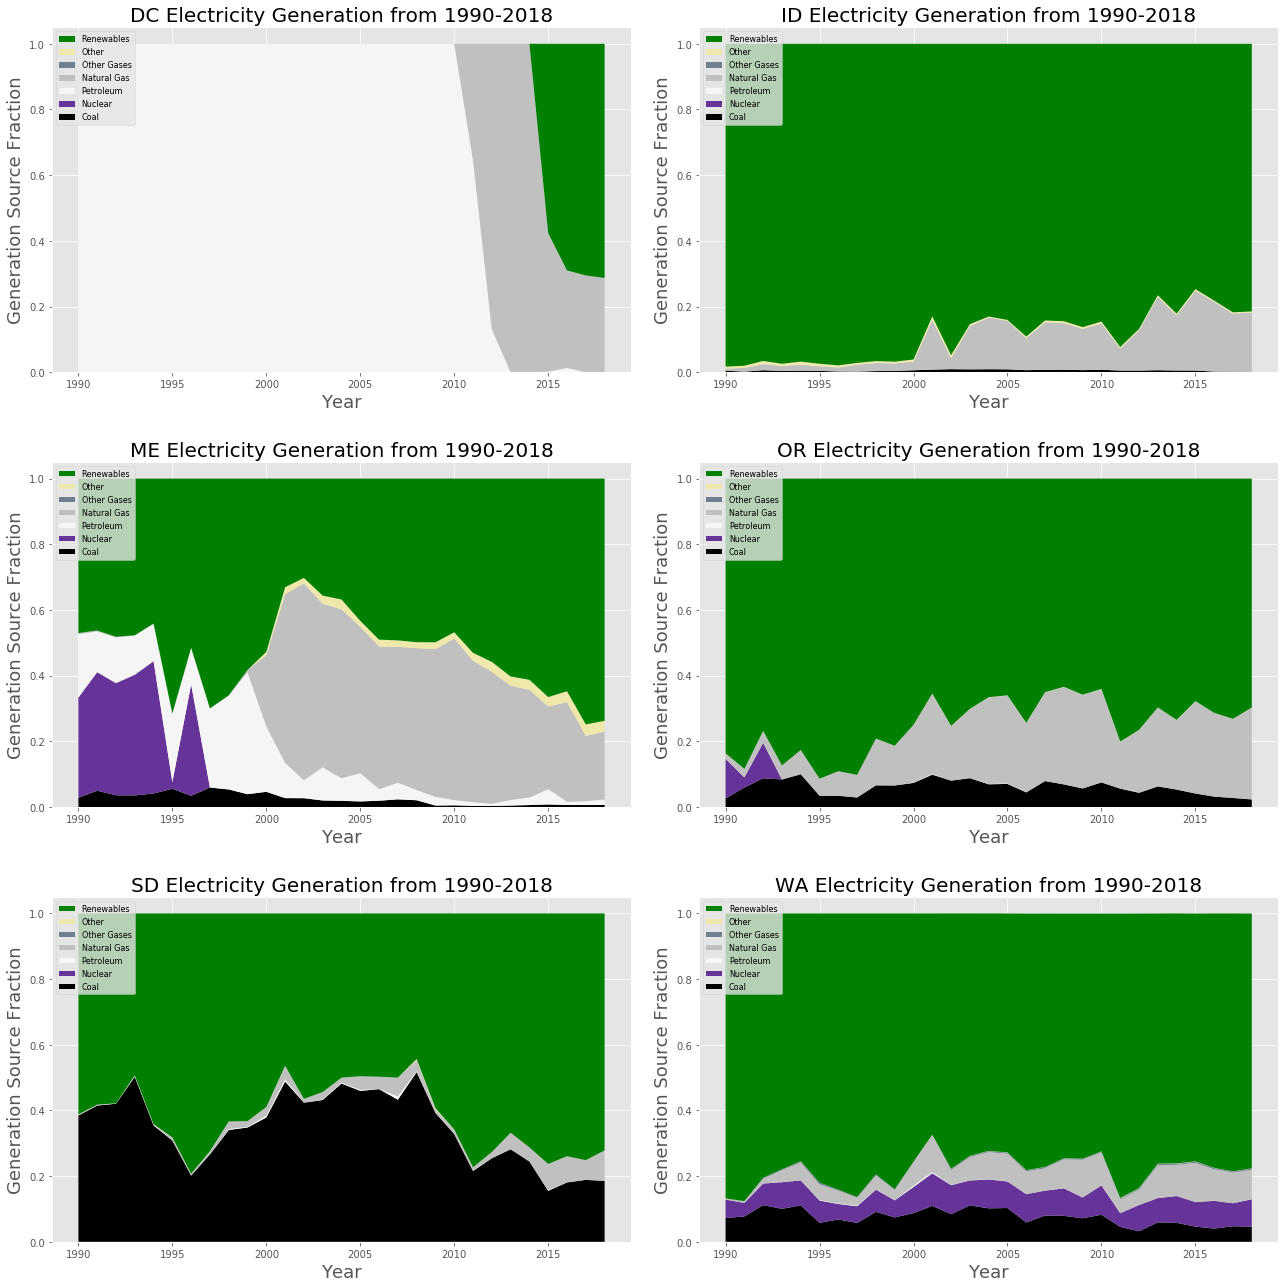 DC Electricity Generation from 1990-2018
Renewables
Other
Other Gases
Natural Gas
Petroleum
Nuclear
Coal
Generation Source Fraction
1.0
0.8
0.6
0.4
0.2
0.0
1990 1995 2000 2005 2010 2015
Year
ID Electricity Generation from 1990-2018
Renewables
Other
Other Gases
Natural Gas
Petroleum
Nuclear
Coal
Generation Source Fraction
1.0
0.8
0.6
0.4
0.2
0.0
1990 1995 2000 2005 2010 2015
Year
ME Electricity Generation from 1990-2018
Renewables
Other
Other Gases
Natural Gas
Petroleum
Nuclear
Coal
Generation Source Fraction
1.0
0.8
0.6
0.4
0.2
0.0
1990 1995 2000 2005 2010 2015
Year
OR Electricity Generation from 1990-2018
Renewables
Other
Other Gases
Natural Gas
Petroleum
Nuclear
Coal
Generation Source Fraction
1.0
0.8
0.6
0.4
0.2
0.0
1990 1995 2000 2005 2010 2015
Year
SD Electricity Generation from 1990-2018
Renewables
Other
Other Gases
Natural Gas
Petroleum
Nuclear
Coal
Generation Source Fraction
1.0
0.8
0.6
0.4
0.2
0.0
1990 1995 2000 2005 2010 2015
Year
WA Electricity Generation from 1990-2018
Renewables
Other
Other Gases
Natural Gas
Petroleum
Nuclear
Coal
Generation Source Fraction
1.0
0.8
0.6
0.4
0.2
0.0
1990 1995 2000 2005 2010 2015
Year